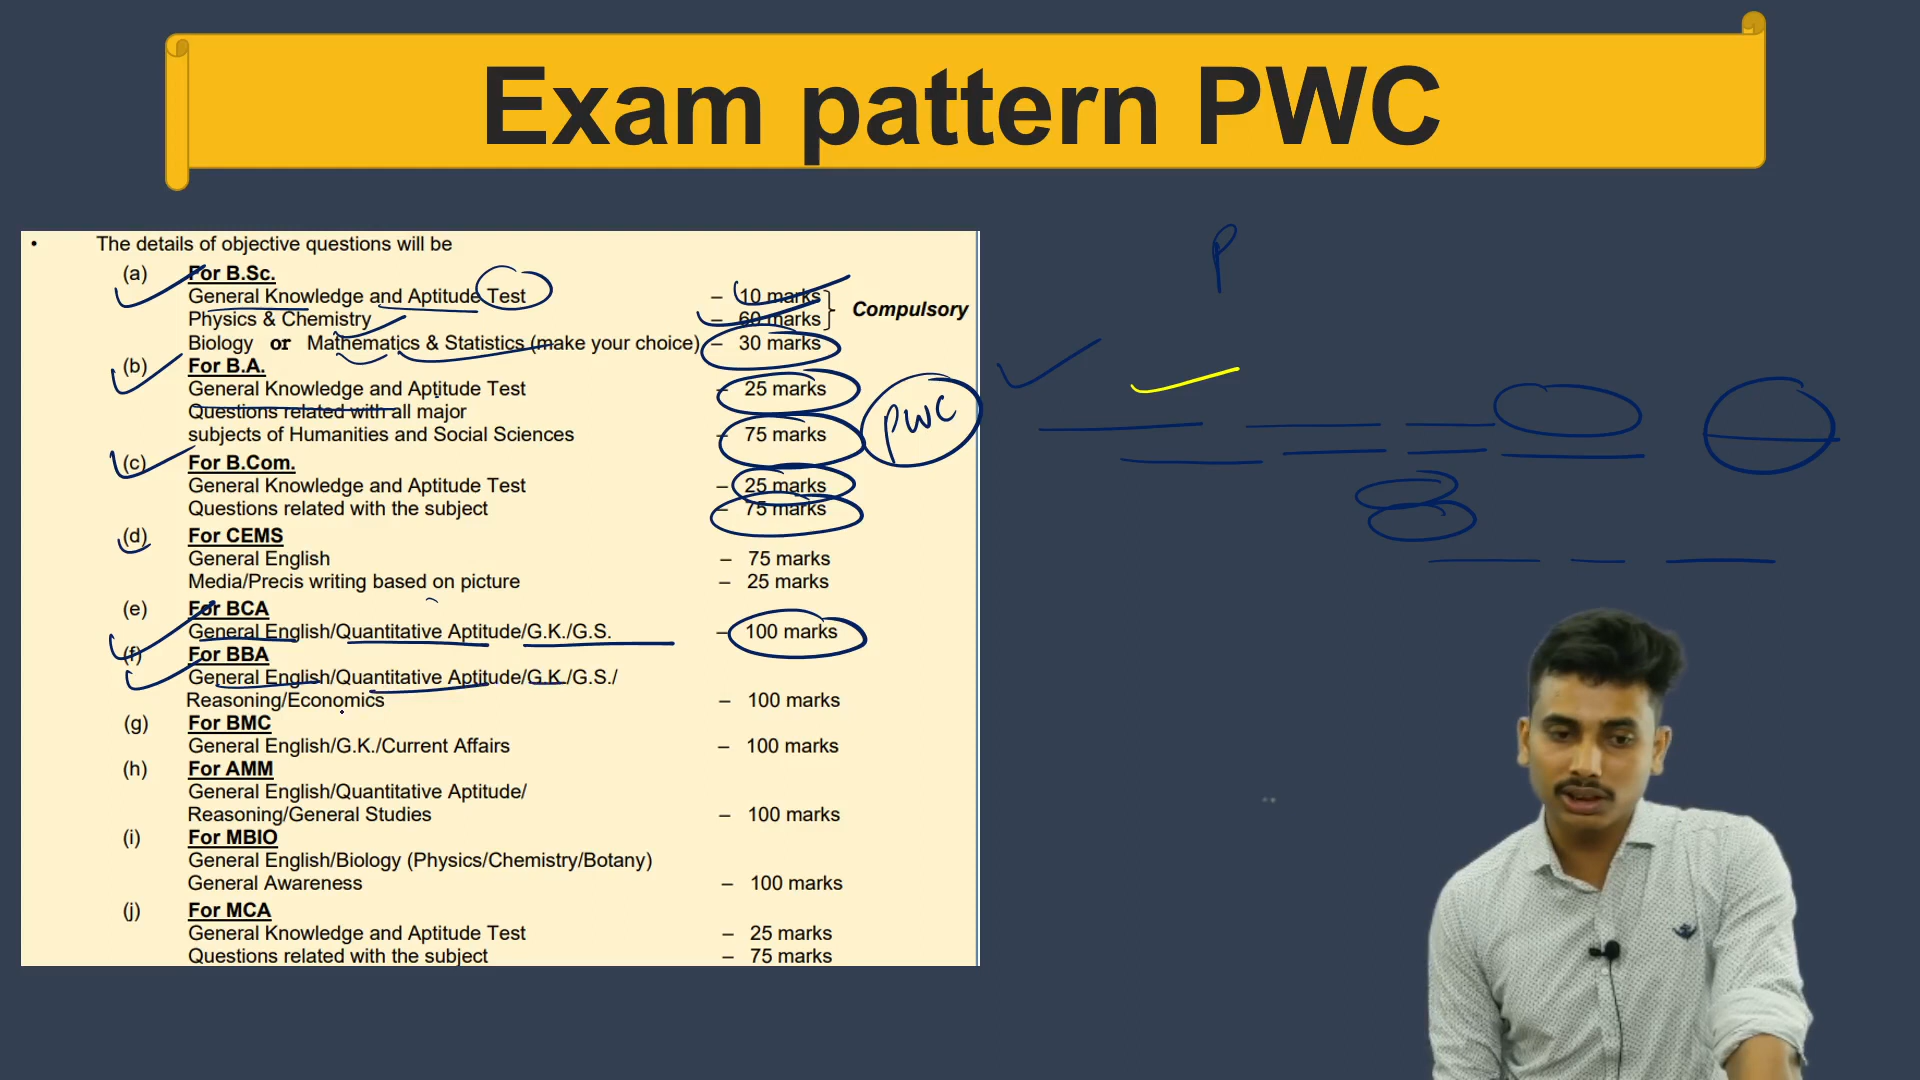 Exam pattern PWC
• The details of objective questions will be
(a) For B.Sc.
General Knowledge and Aptitude Test – 10 marks
Physics & Chemistry – 60 marks
Compulsory
Biology or Mathematics & Statistics (make your choice) – 30 marks
(b) For B.A.
General Knowledge and Aptitude Test – 25 marks
Questions related with all major
subjects of Humanities and Social Sciences – 75 marks
PWC
(c) For B.Com.
General Knowledge and Aptitude Test – 25 marks
Questions related with the subject – 75 marks
(d) For CEMS
General English – 75 marks
Media/Precis writing based on picture – 25 marks
(e) For BCA
General English/Quantitative Aptitude/G.K./G.S. – 100 marks
(f) For BBA
General English/Quantitative Aptitude/G.K./G.S./
Reasoning/Economics – 100 marks
(g) For BMC
General English/G.K./Current Affairs – 100 marks
(h) For AMM
General English/Quantitative Aptitude/
Reasoning/General Studies – 100 marks
(i) For MBIO
General English/Biology (Physics/Chemistry/Botany)
General Awareness – 100 marks
(j) For MCA
General Knowledge and Aptitude Test – 25 marks
Questions related with the subject – 75 marks
P